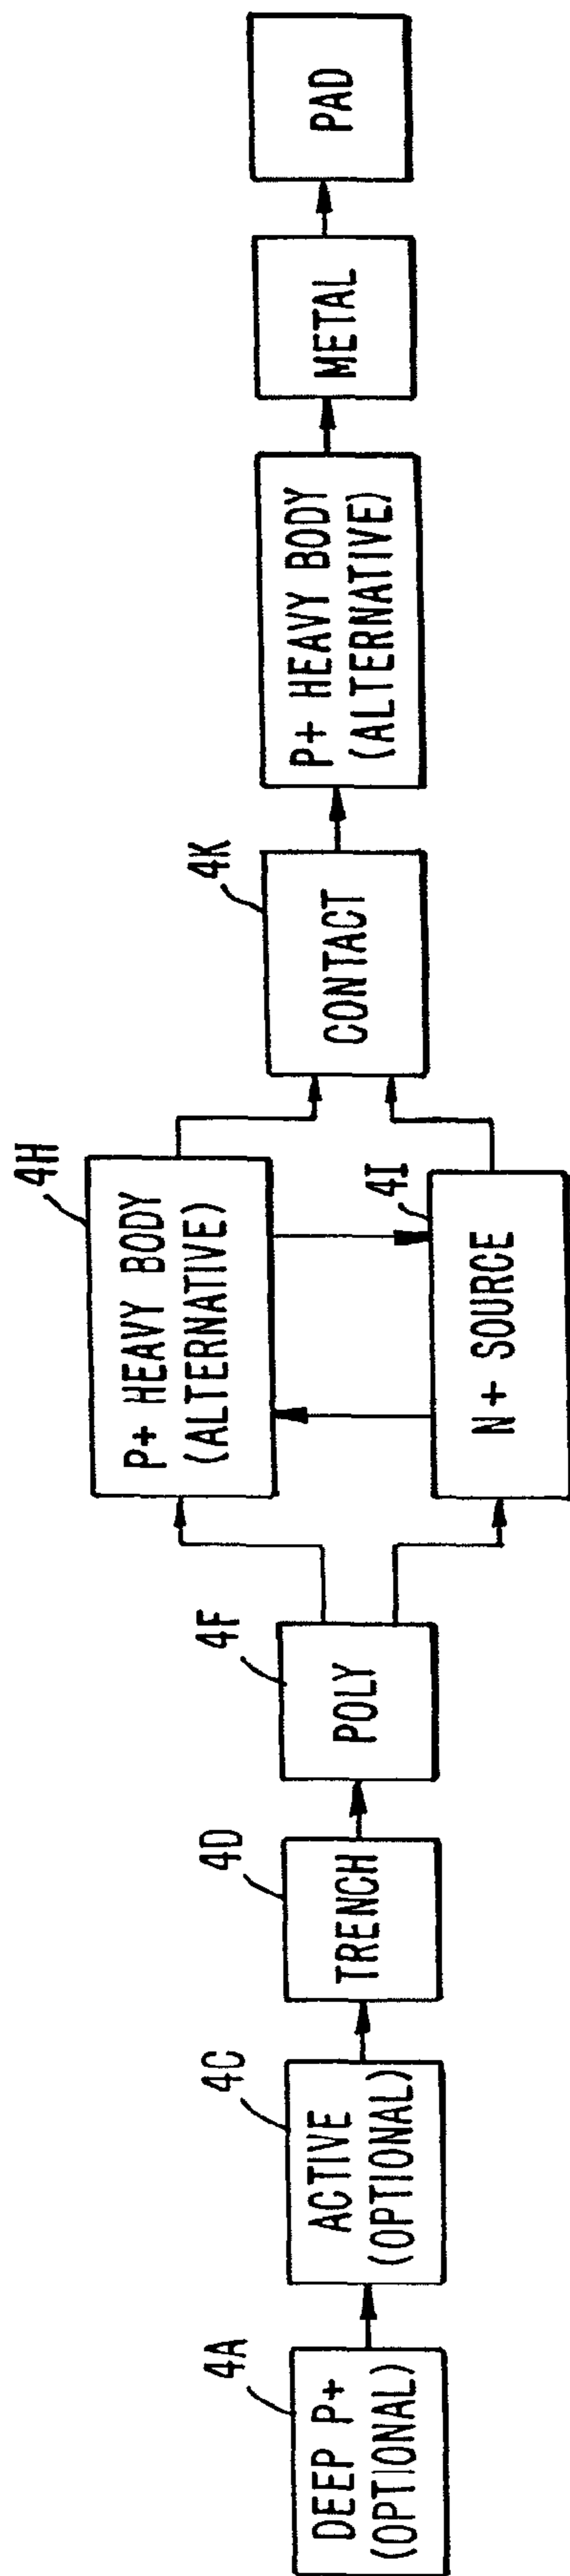 4A
DEEP P+
(OPTIONAL)
4C
ACTIVE
(OPTIONAL)
4D
TRENCH
4F
POLY
4H
P+ HEAVY BODY
(ALTERNATIVE)
4I
N+ SOURCE
4K
CONTACT
P+ HEAVY BODY
(ALTERNATIVE)
METAL
PAD